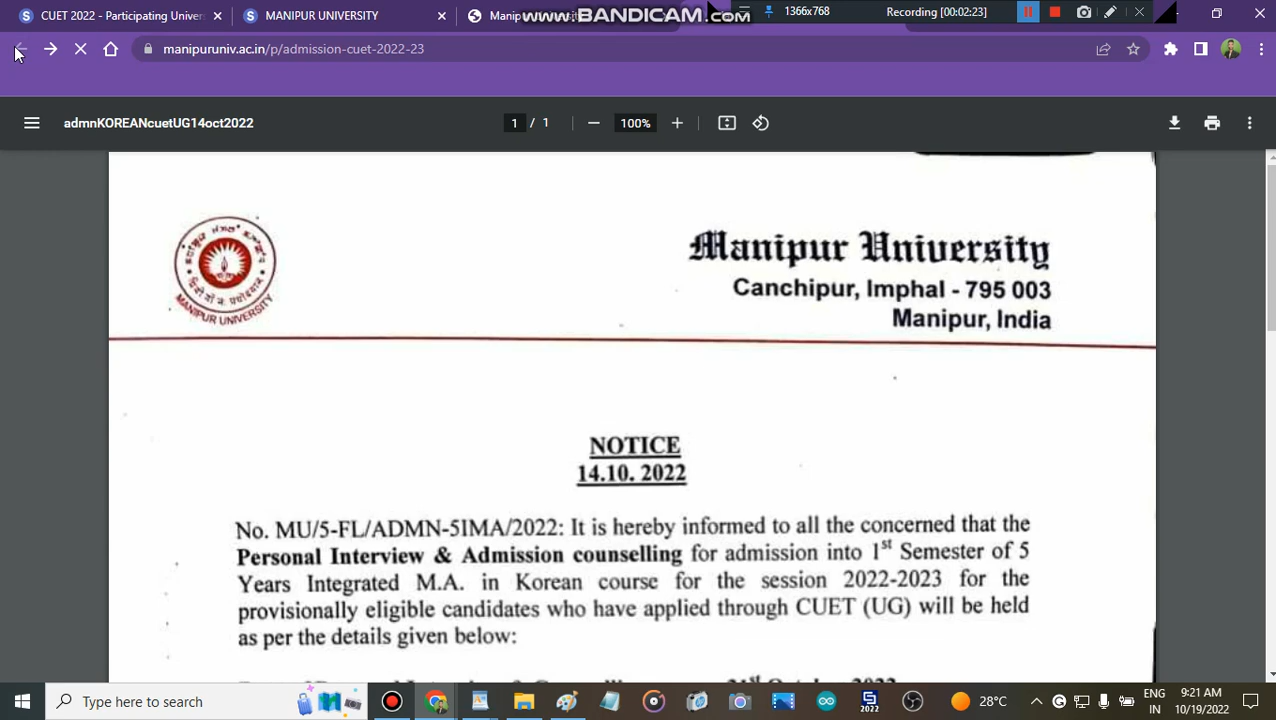 CUET 2022 - Participating Univer
MANIPUR UNIVERSITY
Manip
www.BANDICAM.com
1366x768
Recording [00:02:23]
manipuruniv.ac.in/p/admission-cuet-2022-23
admnKOREANcuetUG14oct2022
1 / 1
100%
MANIPUR UNIVERSITY
Manipur University
Canchipur, Imphal - 795 003
Manipur, India
NOTICE
14.10. 2022
No. MU/5-FL/ADMN-5IMA/2022: It is hereby informed to all the concerned that the
Personal Interview & Admission counselling for admission into 1st Semester of 5
Years Integrated M.A. in Korean course for the session 2022-2023 for the
provisionally eligible candidates who have applied through CUET (UG) will be held
as per the details given below:
Type here to search
2022
28°C
ENG
IN
9:21 AM
10/19/2022